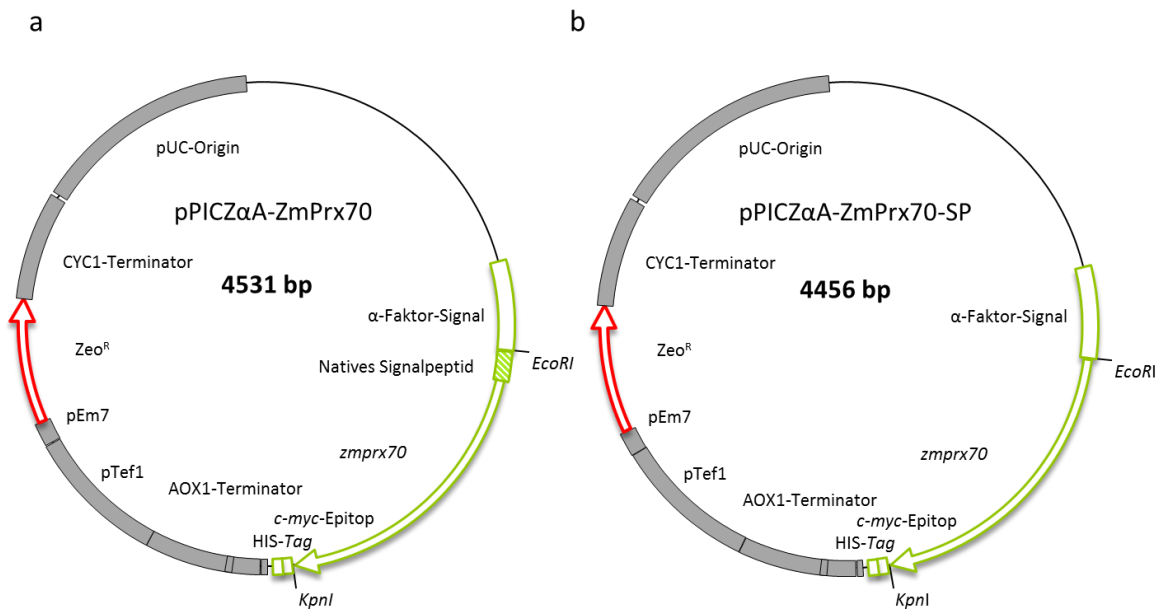 a
pUC-Origin
pPICZαA-ZmPrx70
CYC1-Terminator
4531 bp
α-Faktor-Signal
Natives Signalpeptid
EcoRI
Zeo^R
pEm7
zmprx70
pTef1
AOX1-Terminator
c-myc-Epitop
HIS-Tag
KpnI
b
pUC-Origin
pPICZαA-ZmPrx70-SP
CYC1-Terminator
4456 bp
α-Faktor-Signal
EcoRI
Zeo^R
pEm7
zmprx70
pTef1
AOX1-Terminator
c-myc-Epitop
HIS-Tag
KpnI